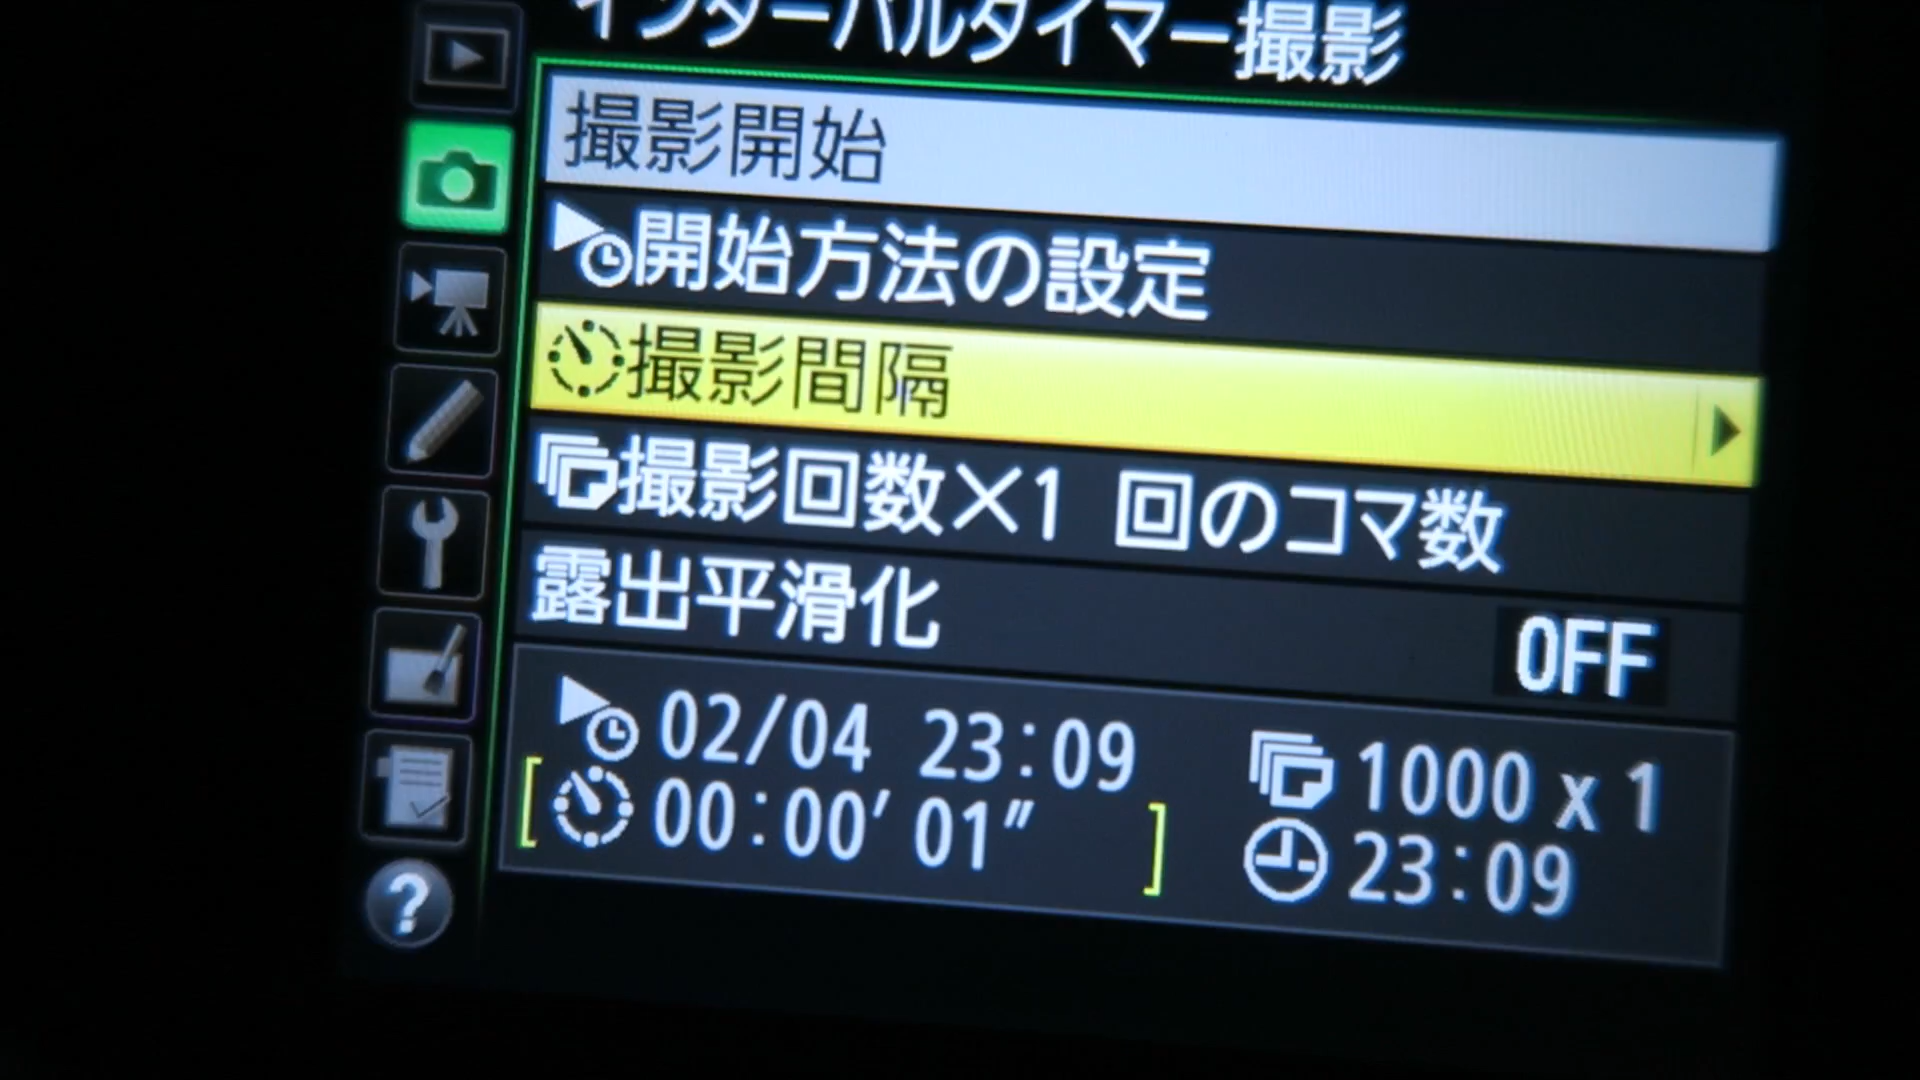 インターバルタイマー撮影
撮影開始
開始方法の設定
撮影間隔
撮影回数×1 回のコマ数
露出平滑化 OFF
02/04 23:09
1000 x 1
[00:00′ 01″ ]
23:09
?